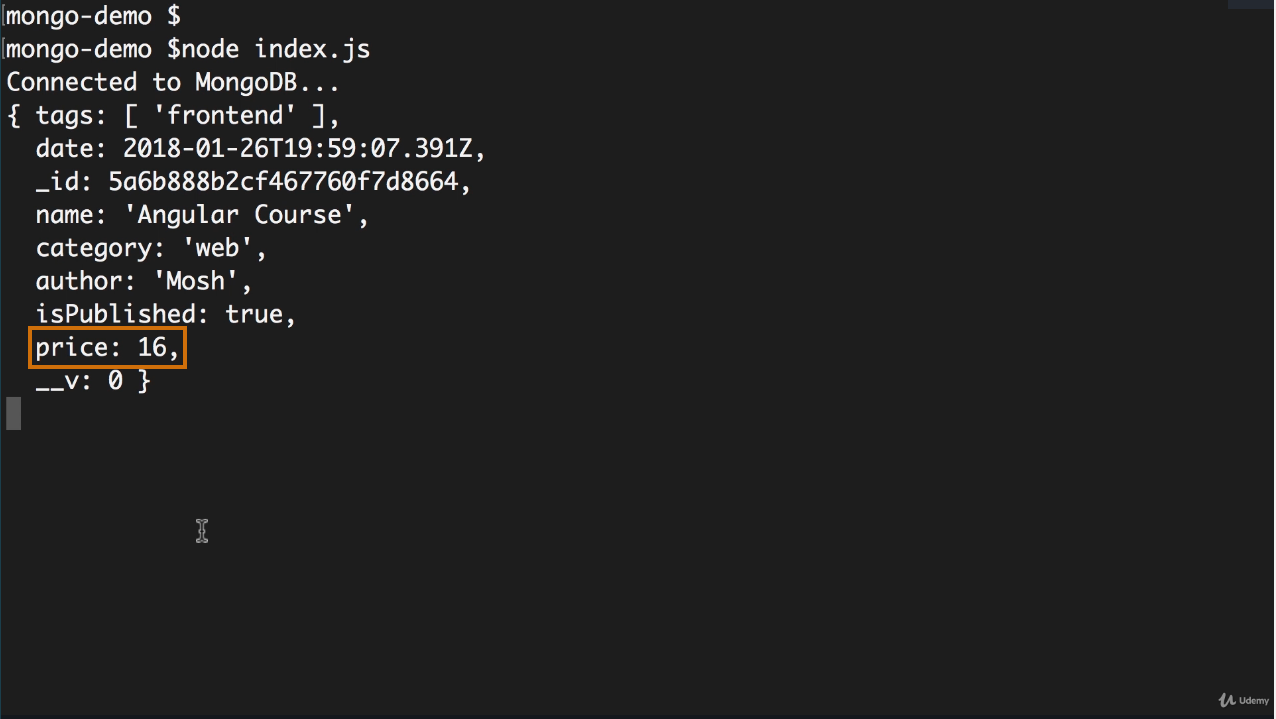 mongo-demo $
mongo-demo $node index.js
Connected to MongoDB...
{ tags: [ 'frontend' ],
date: 2018-01-26T19:59:07.391Z,
_id: 5a6b888b2cf467760f7d8664,
name: 'Angular Course',
category: 'web',
author: 'Mosh',
isPublished: true,
price: 16,
__v: 0 }
Udemy